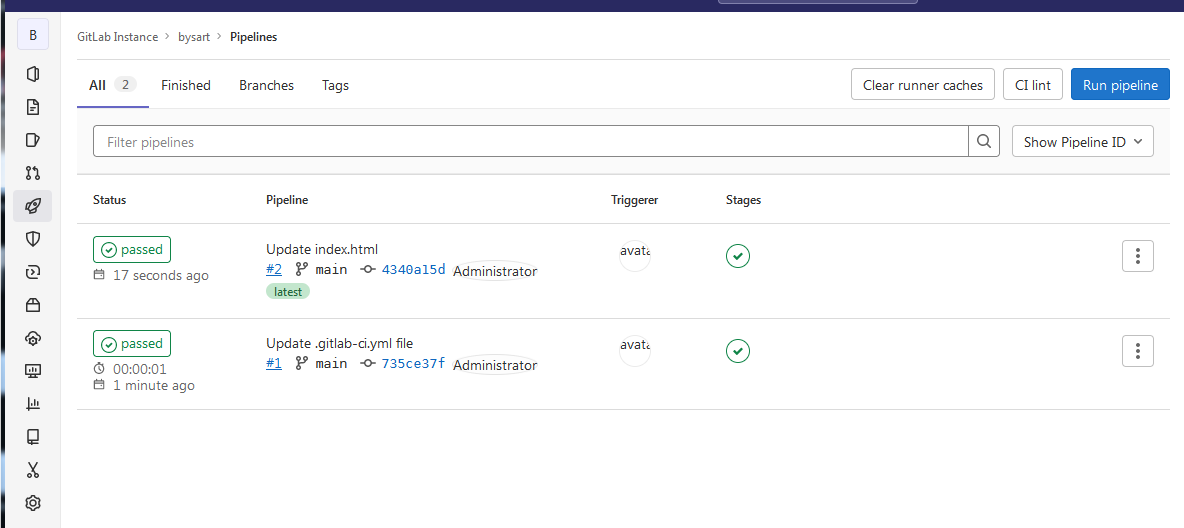 B
GitLab Instance > bysart > Pipelines
All 2 Finished Branches Tags Clear runner caches CI lint Run pipeline
Filter pipelines Show Pipeline ID
Status Pipeline Triggerer Stages
passed Update index.html
17 seconds ago #2 main 4340a15d Administrator
latest
passed Update .gitlab-ci.yml file
#1 main 735ce37f Administrator
00:00:01
1 minute ago